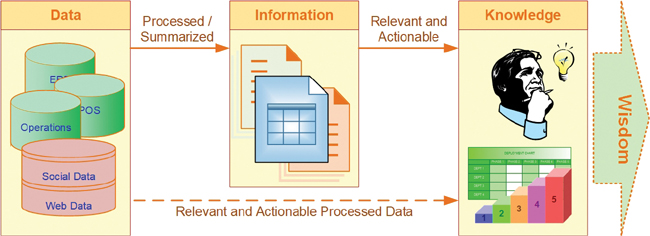 Data
Processed /
Summarized
Information
Relevant and
Actionable
Knowledge
Wisdom
POS
Operations
Social Data
Web Data
Relevant and Actionable Processed Data
1
2
3
4
5